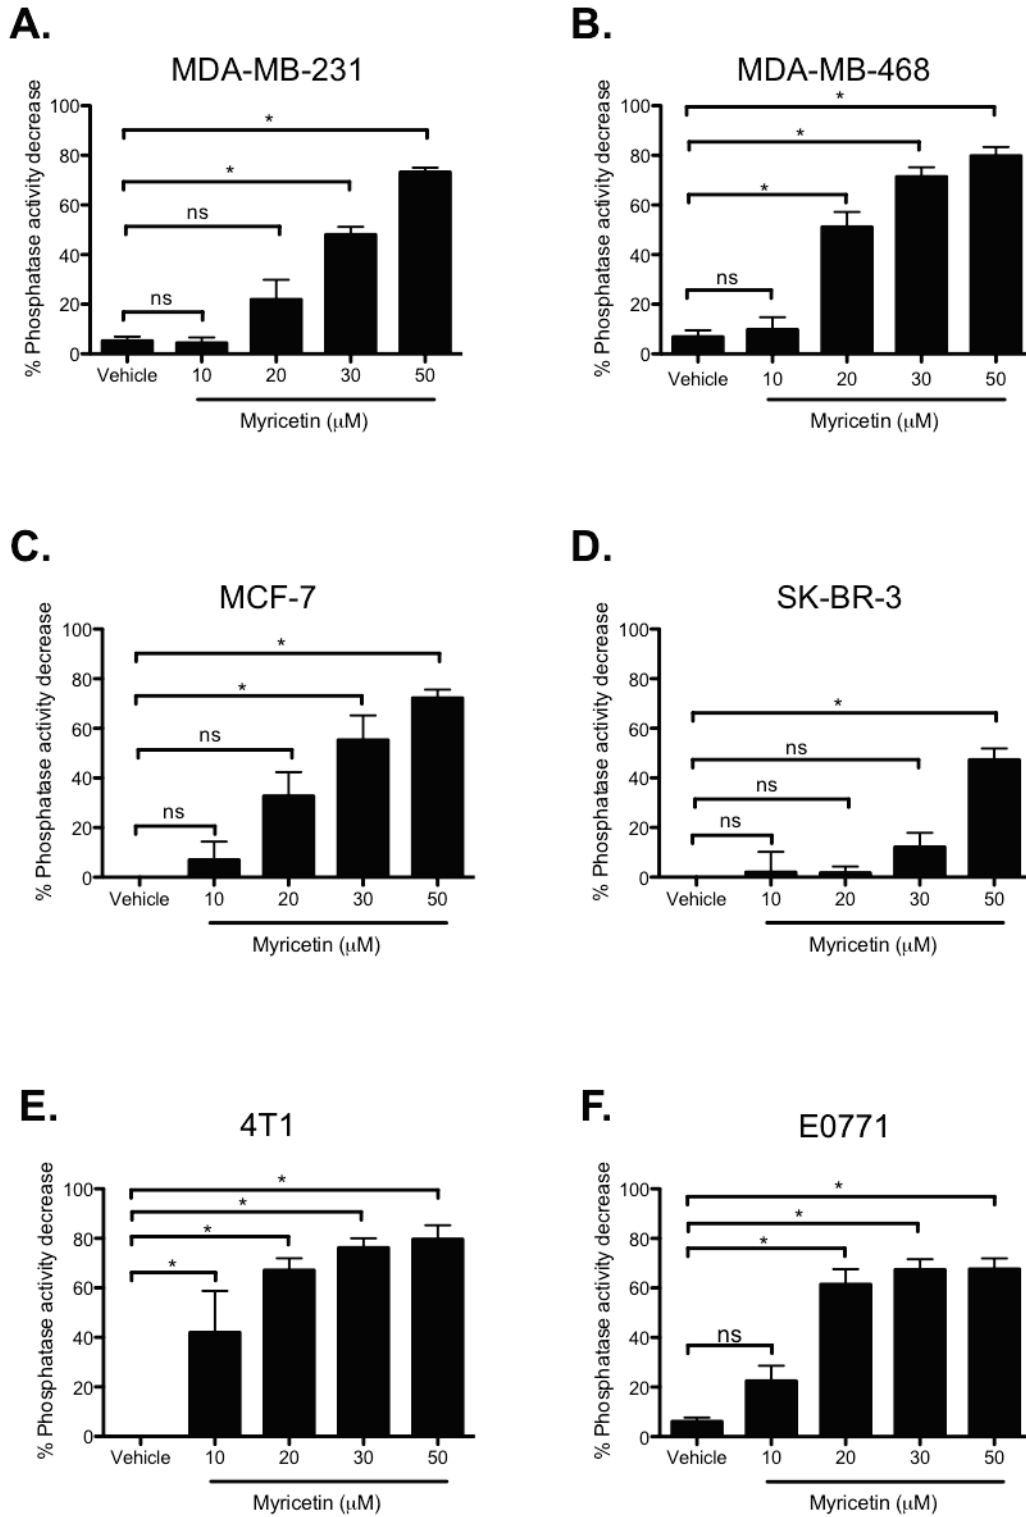 A.
MDA-MB-231
% Phosphatase activity decrease
100
80
60
40
20
0
*
*
ns
ns
Vehicle 10 20 30 50
Myricetin (μM)
B.
MDA-MB-468
% Phosphatase activity decrease
100
80
60
40
20
0
*
*
*
ns
Vehicle 10 20 30 50
Myricetin (μM)
C.
MCF-7
% Phosphatase activity decrease
100
80
60
40
20
0
*
*
ns
ns
Vehicle 10 20 30 50
Myricetin (μM)
D.
SK-BR-3
% Phosphatase activity decrease
100
80
60
40
20
0
*
ns
ns
ns
Vehicle 10 20 30 50
Myricetin (μM)
E.
4T1
% Phosphatase activity decrease
100
80
60
40
20
0
*
*
*
*
Vehicle 10 20 30 50
Myricetin (μM)
F.
E0771
% Phosphatase activity decrease
100
80
60
40
20
0
*
*
*
ns
Vehicle 10 20 30 50
Myricetin (μM)